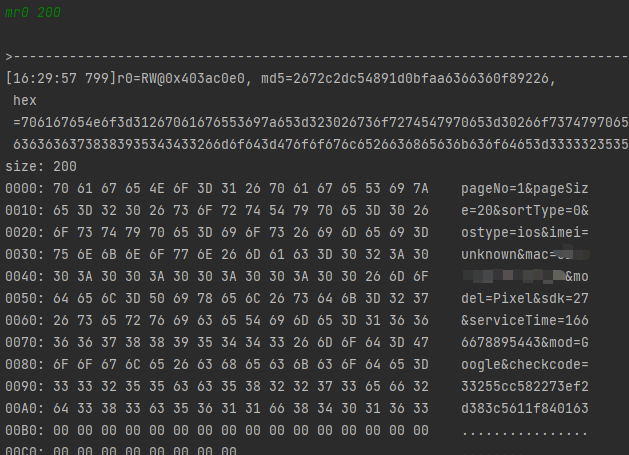 mr0 200
>-----------------------------------------------------------------------------
[16:29:57 799]r0=RW@0x403ac0e0, md5=2672c2dc54891d0bfaa6366360f89226,
hex
=706167654e6f3d31267061676553697a653d323026736f7274547970653d30266f7374797065
63636363738383935343433266d6f643d476f6f676c6526636865636b636f64653d3333323535
size: 200
0000: 70 61 67 65 4E 6F 3D 31 26 70 61 67 65 53 69 7A    pageNo=1&pageSiz
0010: 65 3D 32 30 26 73 6F 72 74 54 79 70 65 3D 30 26    e=20&sortType=0&
0020: 6F 73 74 79 70 65 3D 69 6F 73 26 69 6D 65 69 3D    ostype=ios&imei=
0030: 75 6E 6B 6E 6F 77 6E 26 6D 61 63 3D 30 32 3A 30    unknown&mac=
0040: 30 3A 30 30 3A 30 30 3A 30 30 3A 30 30 26 6D 6F    &mo
0050: 64 65 6C 3D 50 69 78 65 6C 26 73 64 6B 3D 32 37    del=Pixel&sdk=27
0060: 26 73 65 72 76 69 63 65 54 69 6D 65 3D 31 36 36    &serviceTime=166
0070: 36 36 37 38 38 39 35 34 34 33 26 6D 6F 64 3D 47    6678895443&mod=G
0080: 6F 6F 67 6C 65 26 63 68 65 63 6B 63 6F 64 65 3D    oogle&checkcode=
0090: 33 33 32 35 35 63 63 35 38 32 32 37 33 65 66 32    33255cc582273ef2
00A0: 64 33 38 33 63 35 36 31 31 66 38 34 30 31 36 33    d383c5611f840163
00B0: 00 00 00 00 00 00 00 00 00 00 00 00 00 00 00 00    ................
00C0: 00 00 00 00 00 00 00 00